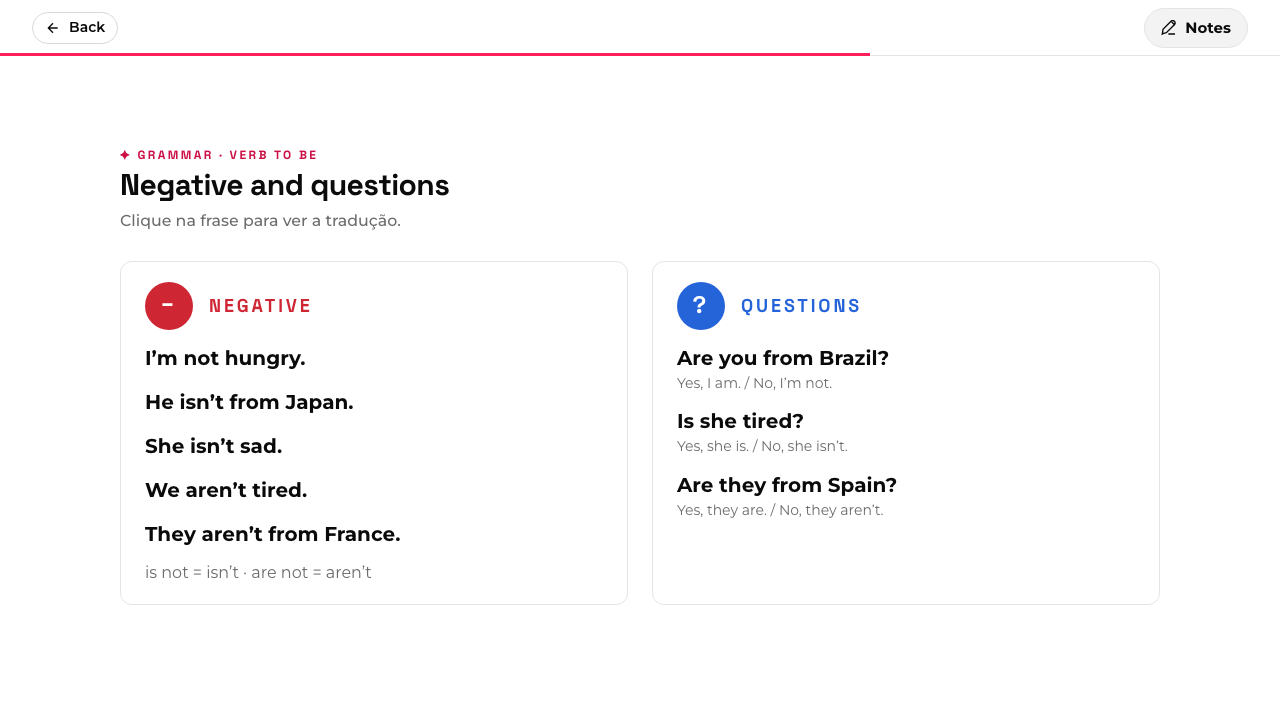 Back
Notes
GRAMMAR · VERB TO BE
Negative and questions
Clique na frase para ver a tradução.
–
NEGATIVE
I’m not hungry.
He isn’t from Japan.
She isn’t sad.
We aren’t tired.
They aren’t from France.
is not = isn’t · are not = aren’t
?
QUESTIONS
Are you from Brazil?
Yes, I am. / No, I’m not.
Is she tired?
Yes, she is. / No, she isn’t.
Are they from Spain?
Yes, they are. / No, they aren’t.